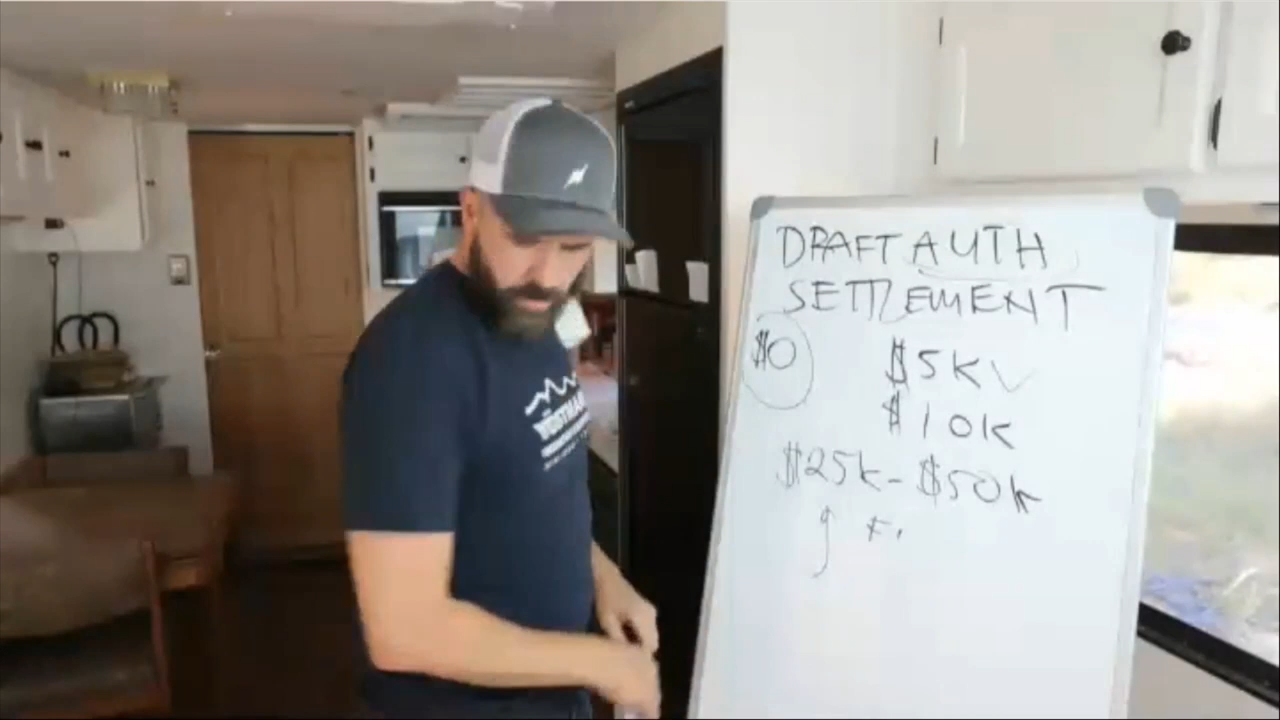 DRAFT AUTH
SETTLEMENT
$0 $5K
$10K
$25K - $50K